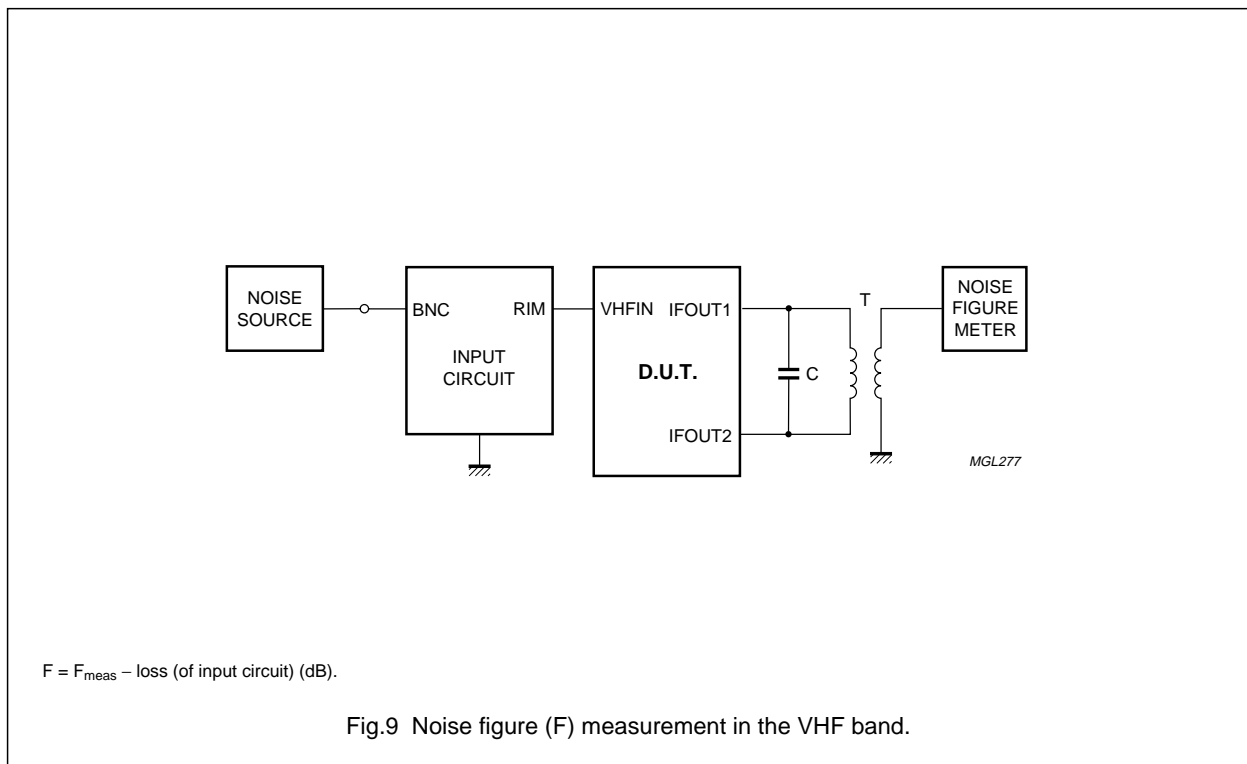 NOISE
SOURCE
BNC
RIM
INPUT
CIRCUIT
VHFIN
IFOUT1
D.U.T.
IFOUT2
C
T
NOISE
FIGURE
METER
MGL277
F = Fmeas – loss (of input circuit) (dB).
Fig.9 Noise figure (F) measurement in the VHF band.